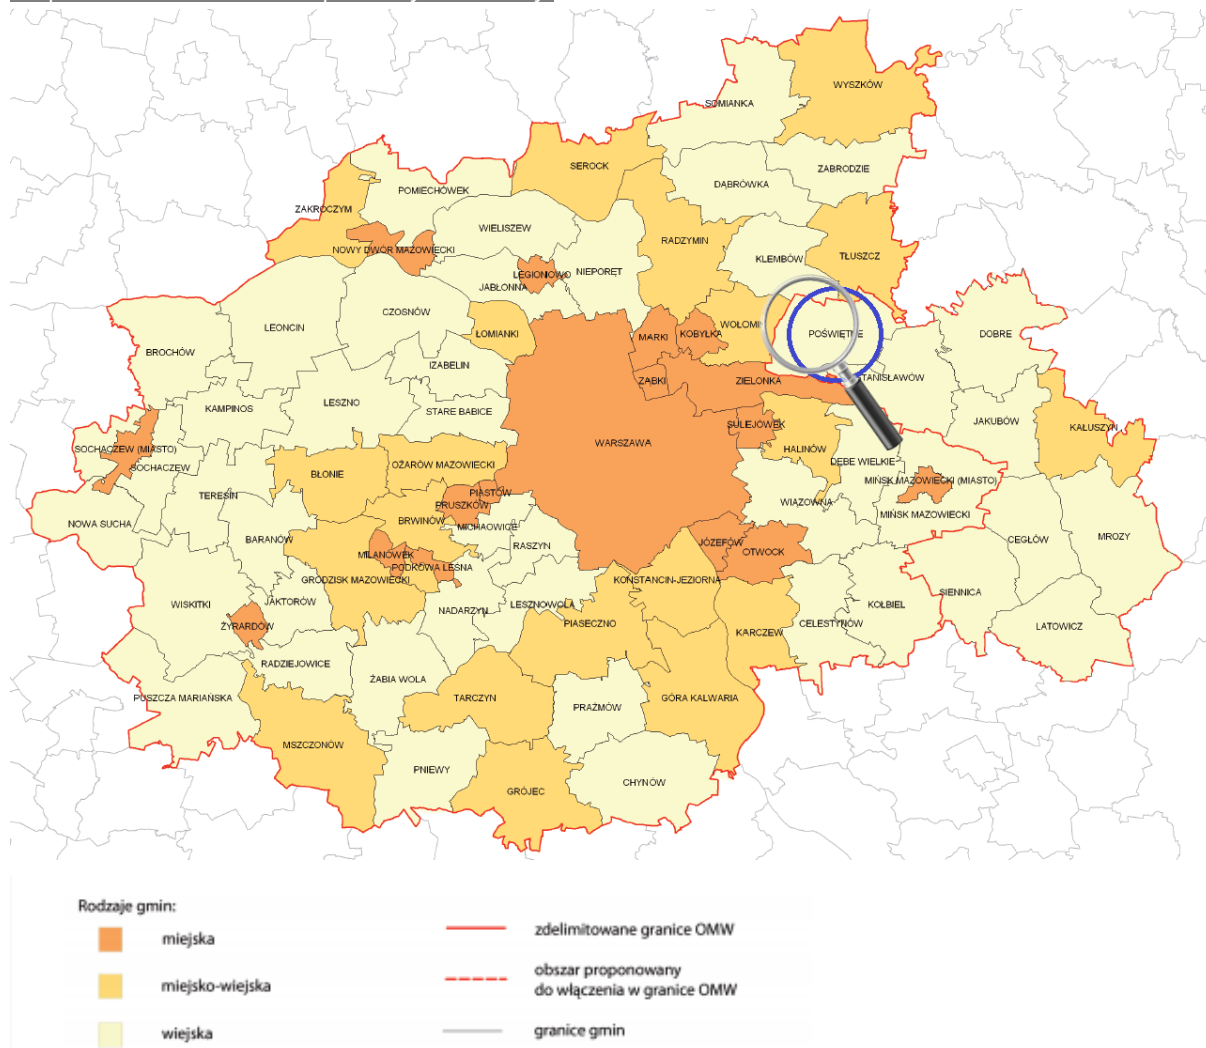 WYSZKÓW
SOMIANKA
SEROCK
ZABRODZIE
DĄBRÓWKA
POMIECHÓWEK
ZAKROCZYM
WIELISZEW
RADZYMIN
NOWY DWÓR MAZOWIECKI
KLEMBÓW
TŁUSZCZ
LEGIONOWO
NIEPORĘT
JABŁONNA
CZOSNÓW
LEONCIN
ŁOMIANKI
MARKI
KOBYŁKA
WOŁOMIN
POŚWIĘTNE
DOBRE
BROCHÓW
IZABELIN
ZĄBKI
ZIELONKA
STANISŁAWÓW
LESZNO
KAMPINOS
STARE BABICE
SULEJÓWEK
JAKUBÓW
KAŁUSZYN
WARSZAWA
SOCHACZEW (MIASTO)
HALINÓW
SOCHACZEW
OŻARÓW MAZOWIECKI
DĘBE WIELKIE
BŁONIE
MIŃSK MAZOWIECKI (MIASTO)
TERESIN
PIASTÓW
PRUSZKÓW
WIĄZOWNA
MIŃSK MAZOWIECKI
NOWA SUCHA
BRWINÓW
MICHAOWICE
BARANÓW
RASZYN
JÓZEFÓW
OTWOCK
CEGŁÓW
MROZY
MILANÓWEK
PODKOWA LEŚNA
GRODZISK MAZOWIECKI
KONSTANCIN-JEZIORNA
SIENNICA
WISKITKI
JAKTORÓW
NADARZYN
LESZNOWOLA
KOŁBIEL
ŻYRARDÓW
PIASECZNO
KARCZEW
CELESTYNÓW
LATOWICZ
RADZIEJOWICE
ŻABIA WOLA
PUSZCZA MARIAŃSKA
TARCZYN
PRAŻMÓW
GÓRA KALWARIA
MSZCZONÓW
PNIEWY
GRÓJEC
CHYNÓW
Rodzaje gmin:
miejska
miejsko-wiejska
wiejska
zdelimitowane granice OMW
obszar proponowany
do włączenia w granice OMW
granice gmin